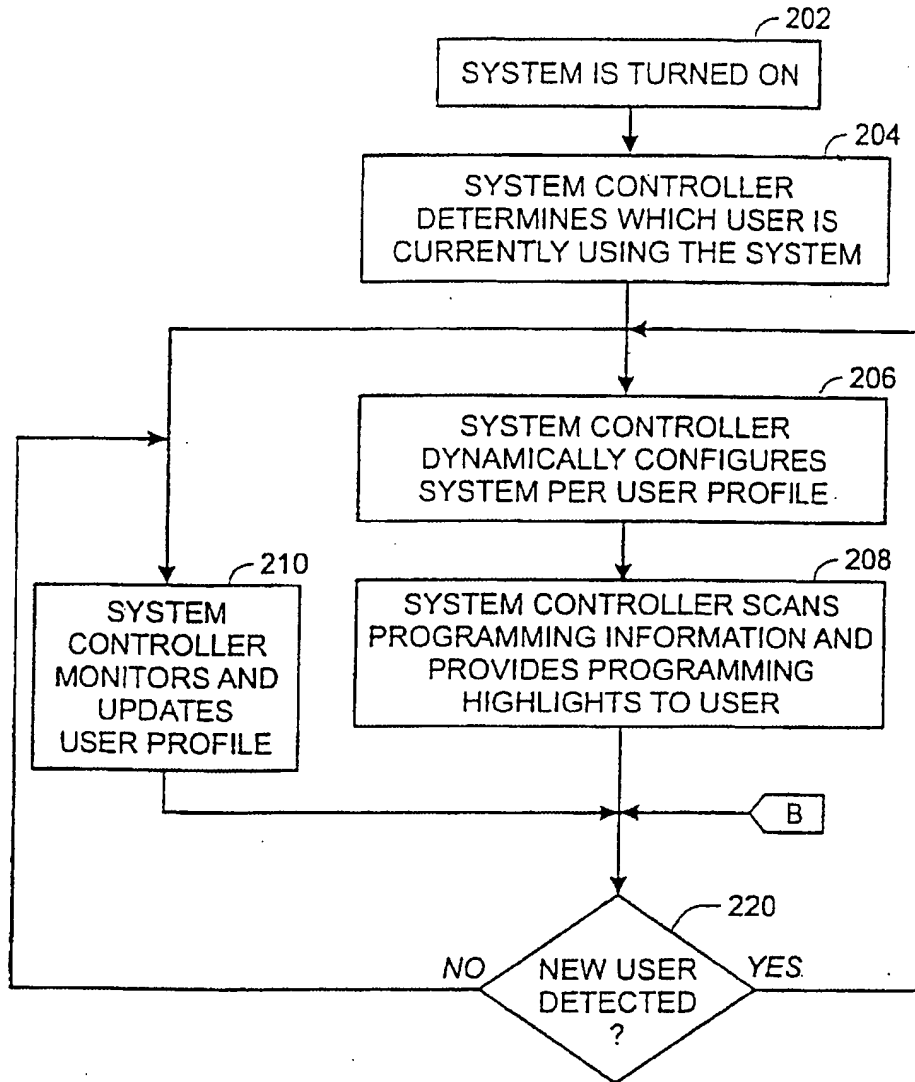 202
SYSTEM IS TURNED ON
204
SYSTEM CONTROLLER
DETERMINES WHICH USER IS
CURRENTLY USING THE SYSTEM
206
SYSTEM CONTROLLER
DYNAMICALLY CONFIGURES
SYSTEM PER USER PROFILE
210
SYSTEM
CONTROLLER
MONITORS AND
UPDATES
USER PROFILE
208
SYSTEM CONTROLLER SCANS
PROGRAMMING INFORMATION AND
PROVIDES PROGRAMMING
HIGHLIGHTS TO USER
B
220
NO
NEW USER
DETECTED
?
YES